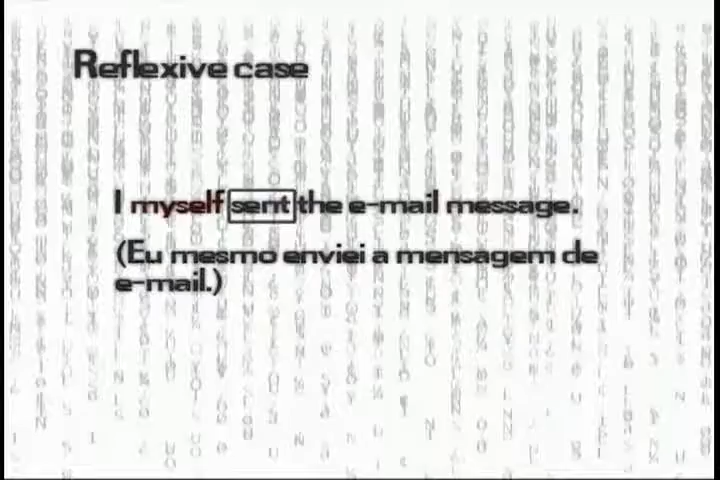 Reflexive case
I myself sent the e-mail message.
(Eu mesmo enviei a mensagem de
e-mail.)